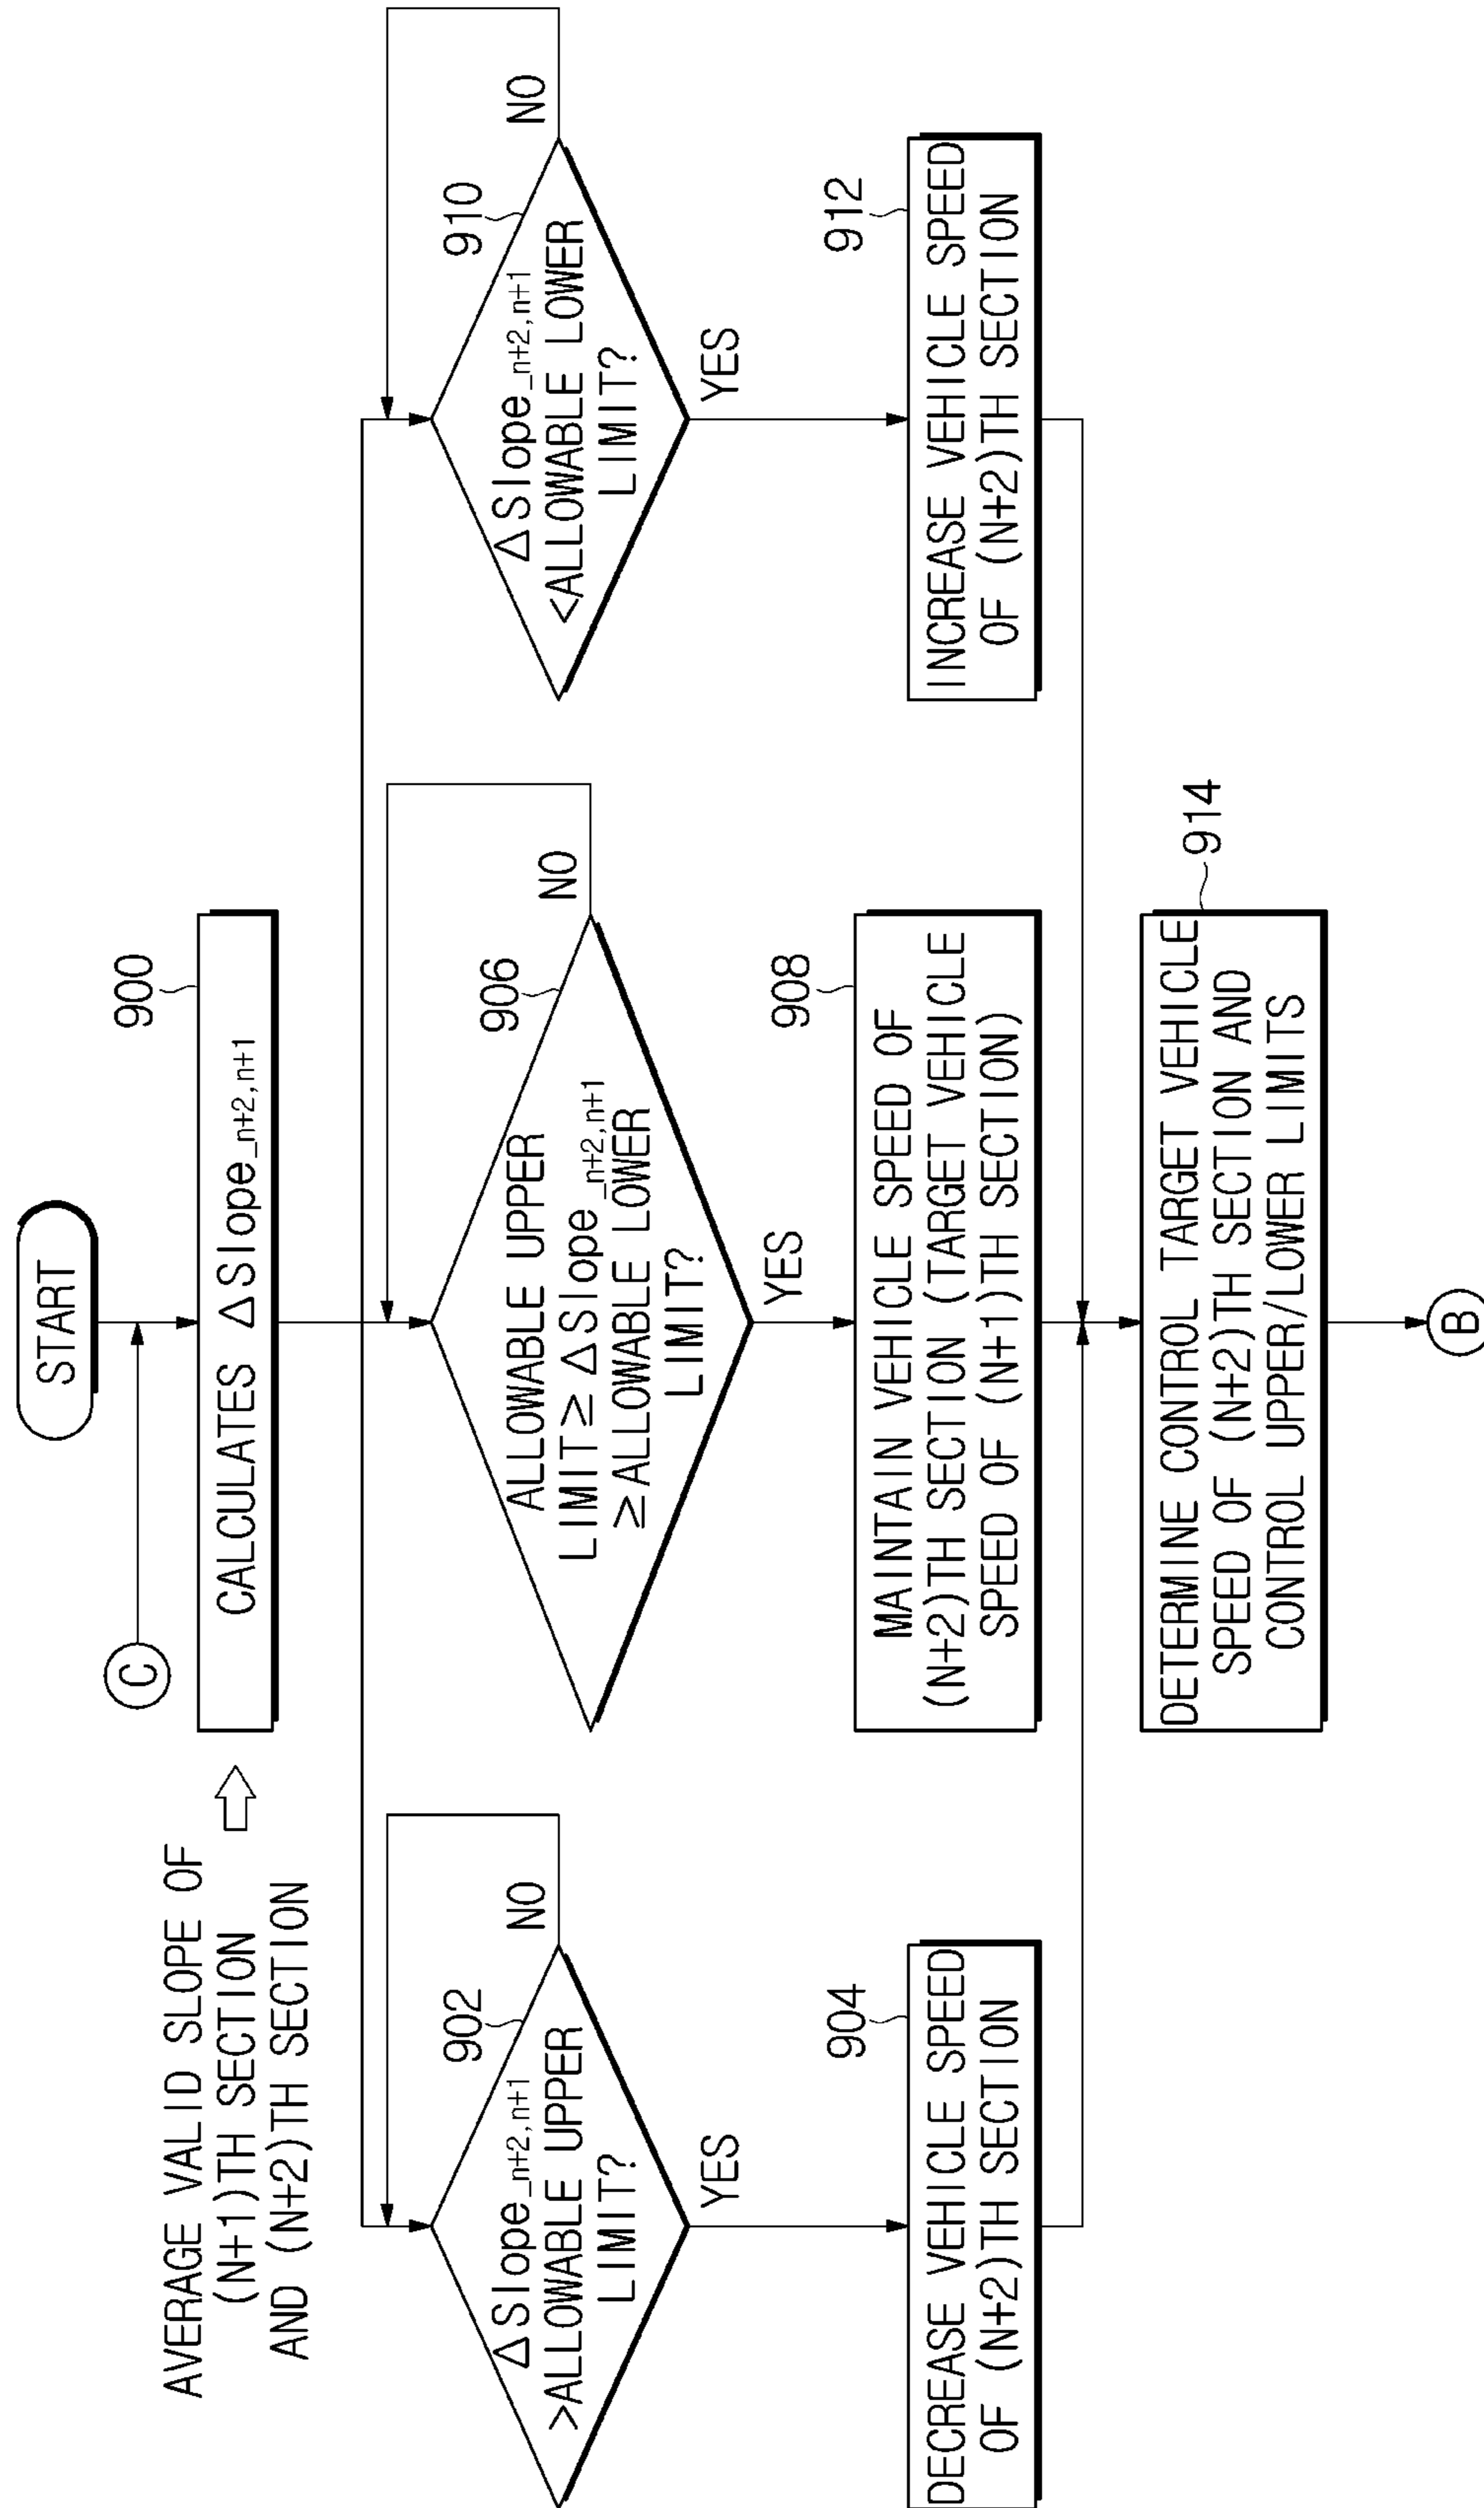 START
C
900
AVERAGE VALID SLOPE OF
(N+1)TH SECTION
AND (N+2)TH SECTION
CALCULATES ΔSlope_n+2,n+1
902
ΔSlope_n+2,n+1
>ALLOWABLE UPPER
LIMIT?
NO
YES
906
ALLOWABLE UPPER
LIMIT≥ΔSlope_n+2,n+1
≥ALLOWABLE LOWER
LIMIT?
NO
YES
910
ΔSlope_n+2,n+1
<ALLOWABLE LOWER
LIMIT?
NO
YES
904
DECREASE VEHICLE SPEED
OF (N+2)TH SECTION
908
MAINTAIN VEHICLE SPEED OF
(N+2)TH SECTION (TARGET VEHICLE
SPEED OF (N+1)TH SECTION)
912
INCREASE VEHICLE SPEED
OF (N+2)TH SECTION
914
DETERMINE CONTROL TARGET VEHICLE
SPEED OF (N+2)TH SECTION AND
CONTROL UPPER/LOWER LIMITS
B